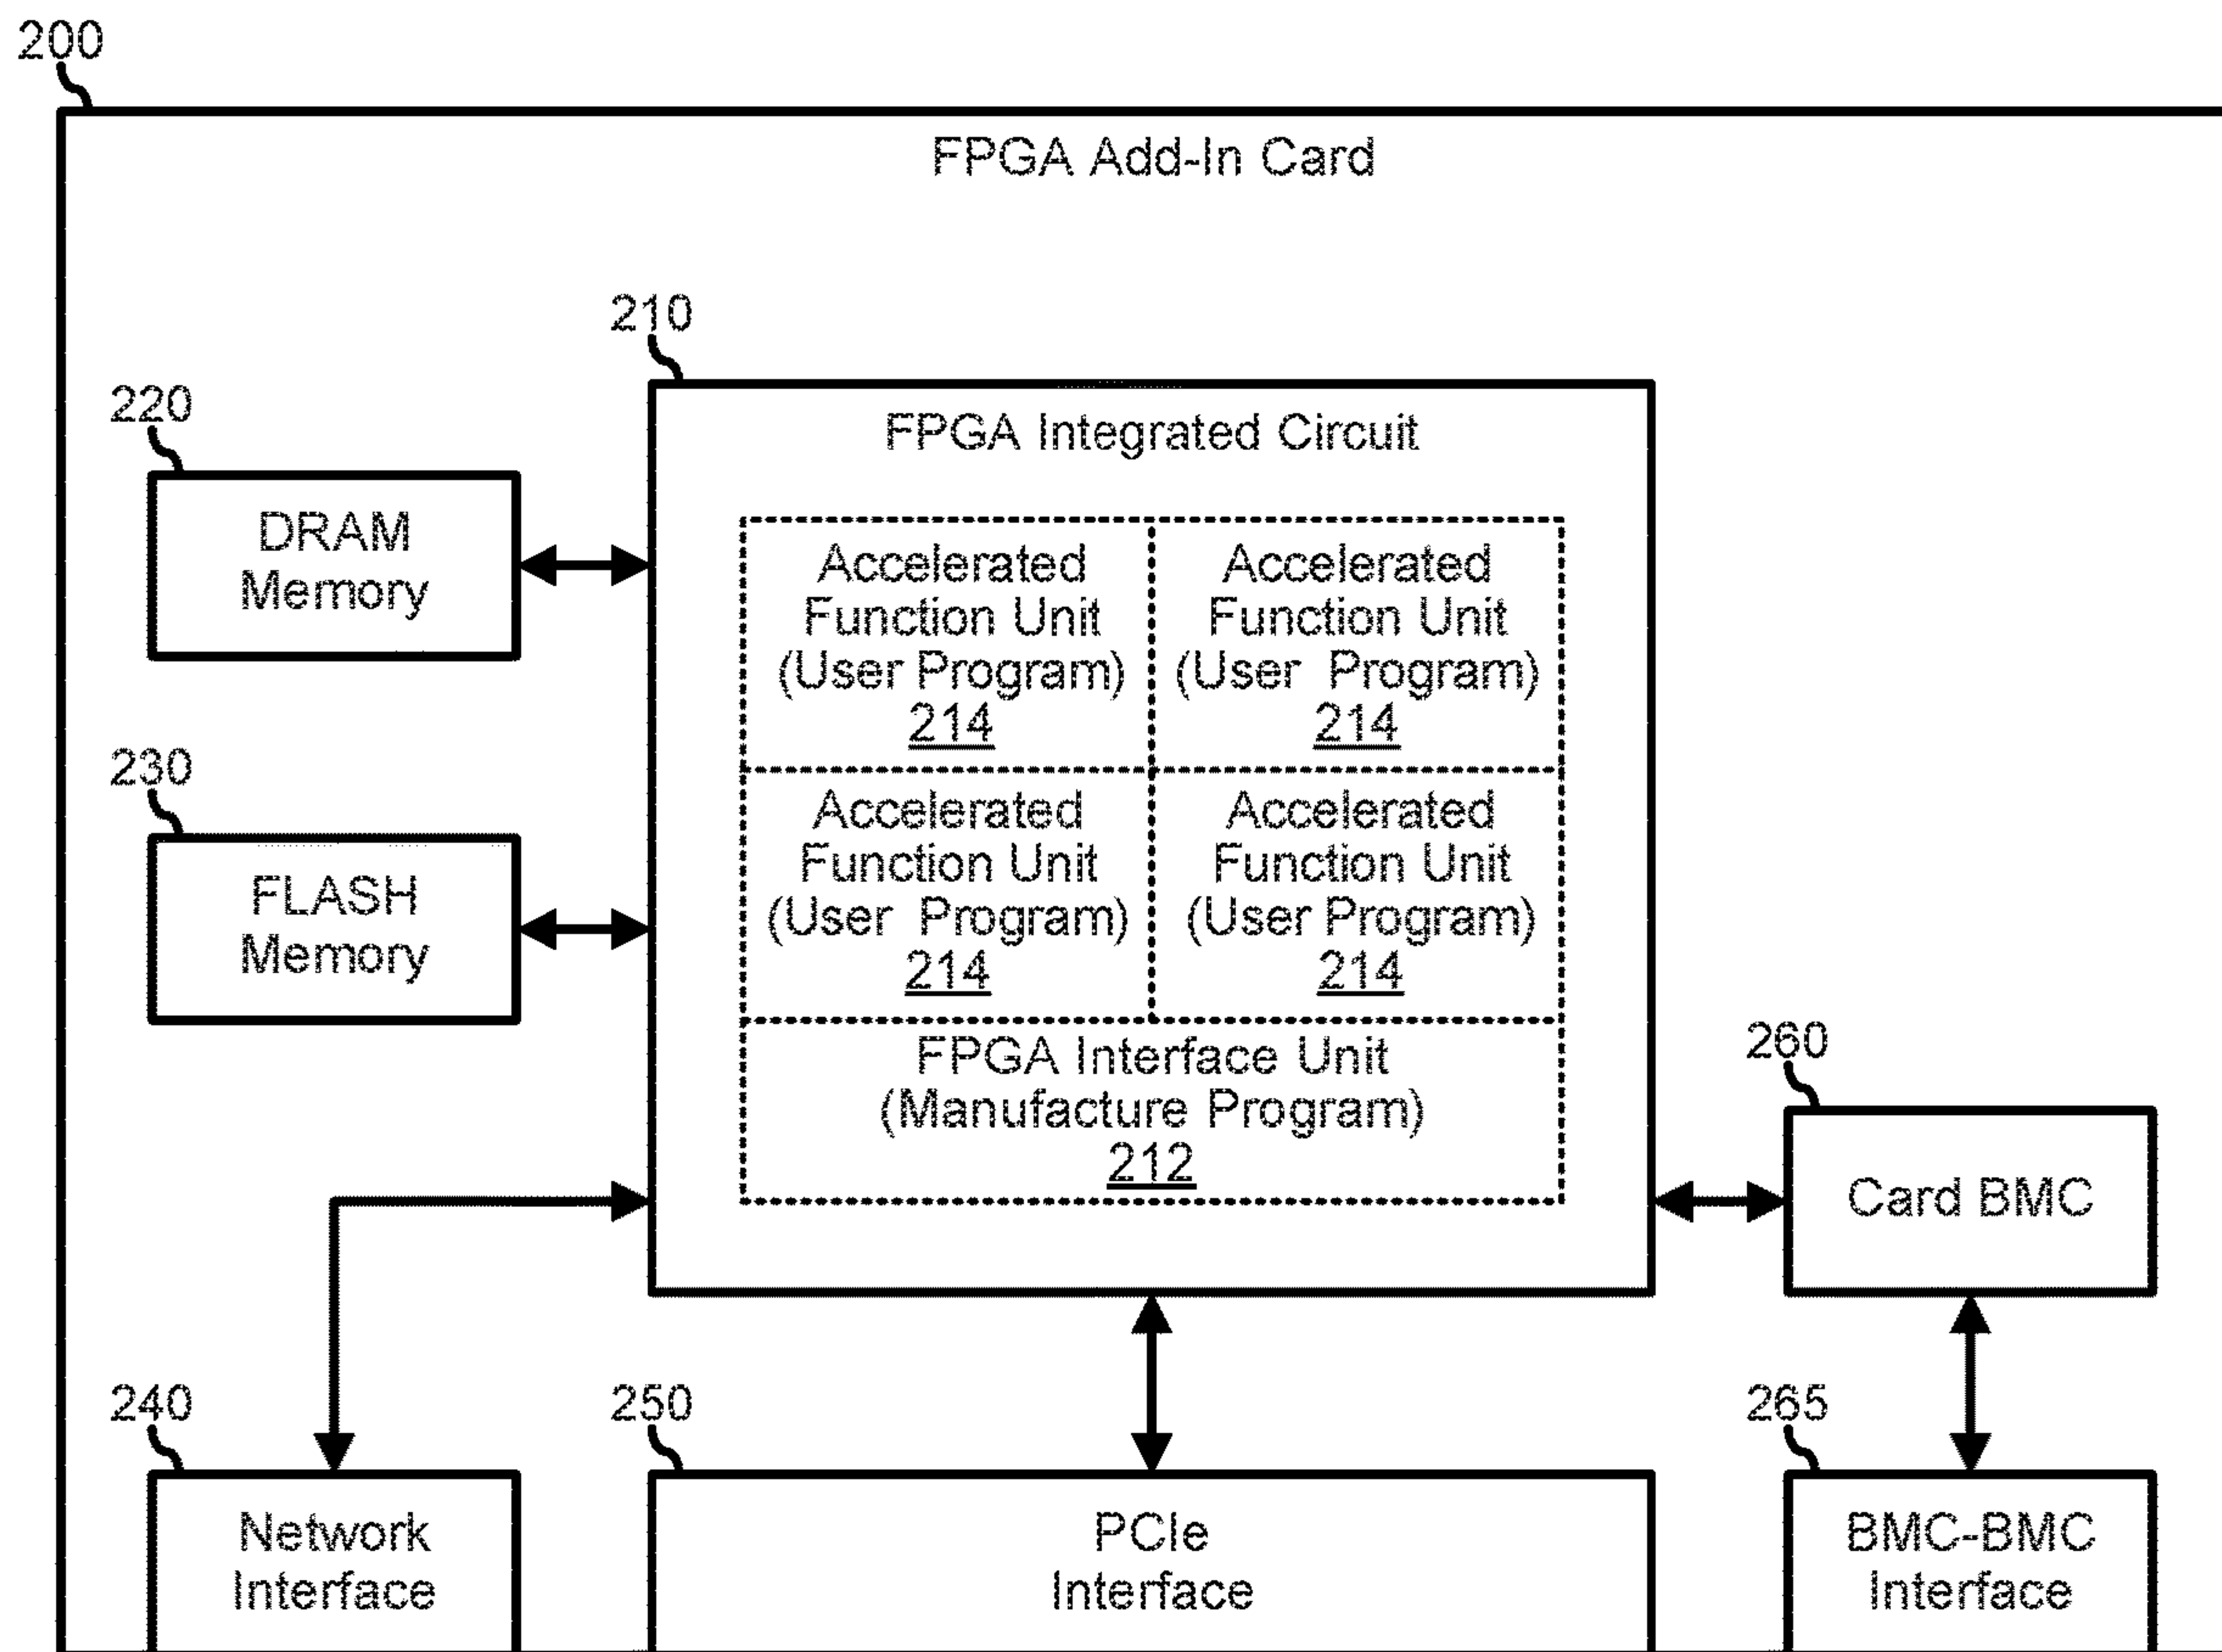 200
FPGA Add-In Card
210
FPGA Integrated Circuit
220
DRAM
Memory
Accelerated
Function Unit
(User Program)
214
Accelerated
Function Unit
(User Program)
214
230
FLASH
Memory
Accelerated
Function Unit
(User Program)
214
Accelerated
Function Unit
(User Program)
214
FPGA Interface Unit
(Manufacture Program)
212
260
Card BMC
240
Network
Interface
250
PCIe
Interface
265
BMC-BMC
Interface